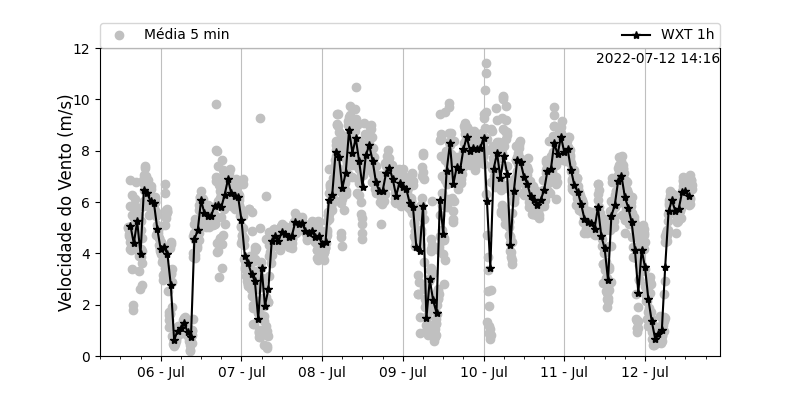 Média 5 min
WXT 1h
2022-07-12 14:16
Velocidade do Vento (m/s)
12
10
8
6
4
2
0
06 - Jul
07 - Jul
08 - Jul
09 - Jul
10 - Jul
11 - Jul
12 - Jul